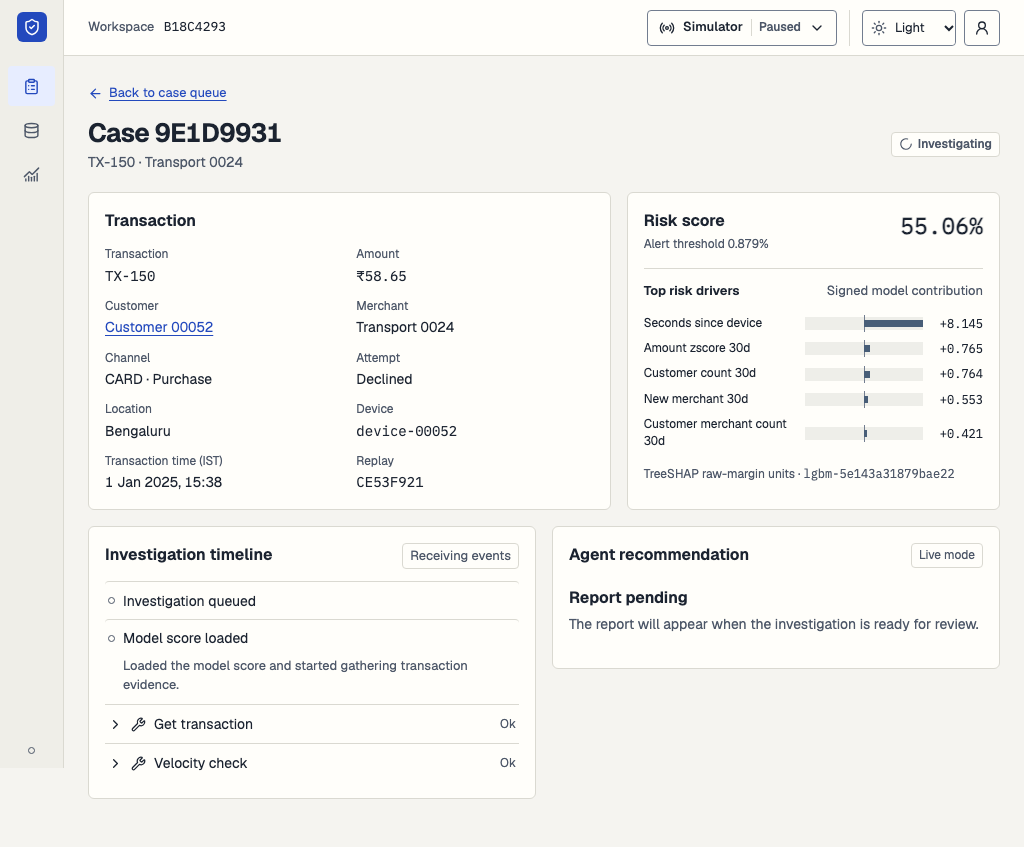 Workspace B18C4293
Simulator Paused
Light
Back to case queue
Case 9E1D9931
TX-150 · Transport 0024
Investigating
Transaction
Transaction
TX-150
Amount
₹58.65
Customer
Customer 00052
Merchant
Transport 0024
Channel
CARD · Purchase
Attempt
Declined
Location
Bengaluru
Device
device-00052
Transaction time (IST)
1 Jan 2025, 15:38
Replay
CE53F921
Risk score
55.06%
Alert threshold 0.879%
Top risk drivers
Signed model contribution
Seconds since device +8.145
Amount zscore 30d +0.765
Customer count 30d +0.764
New merchant 30d +0.553
Customer merchant count
30d
+0.421
TreeSHAP raw-margin units · lgbm-5e143a31879bae22
Investigation timeline
Receiving events
Investigation queued
Model score loaded
Loaded the model score and started gathering transaction
evidence.
Get transaction Ok
Velocity check Ok
Agent recommendation
Live mode
Report pending
The report will appear when the investigation is ready for review.